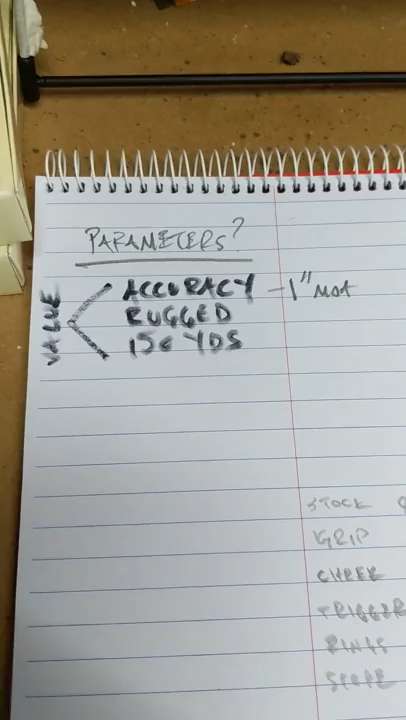 PARAMETERS?
VALUE
ACCURACY - 1" MOA
RUGGED
150 YDS
STOCK
GRIP
CHEEK
TRIGGER
RINGS
SCOPE